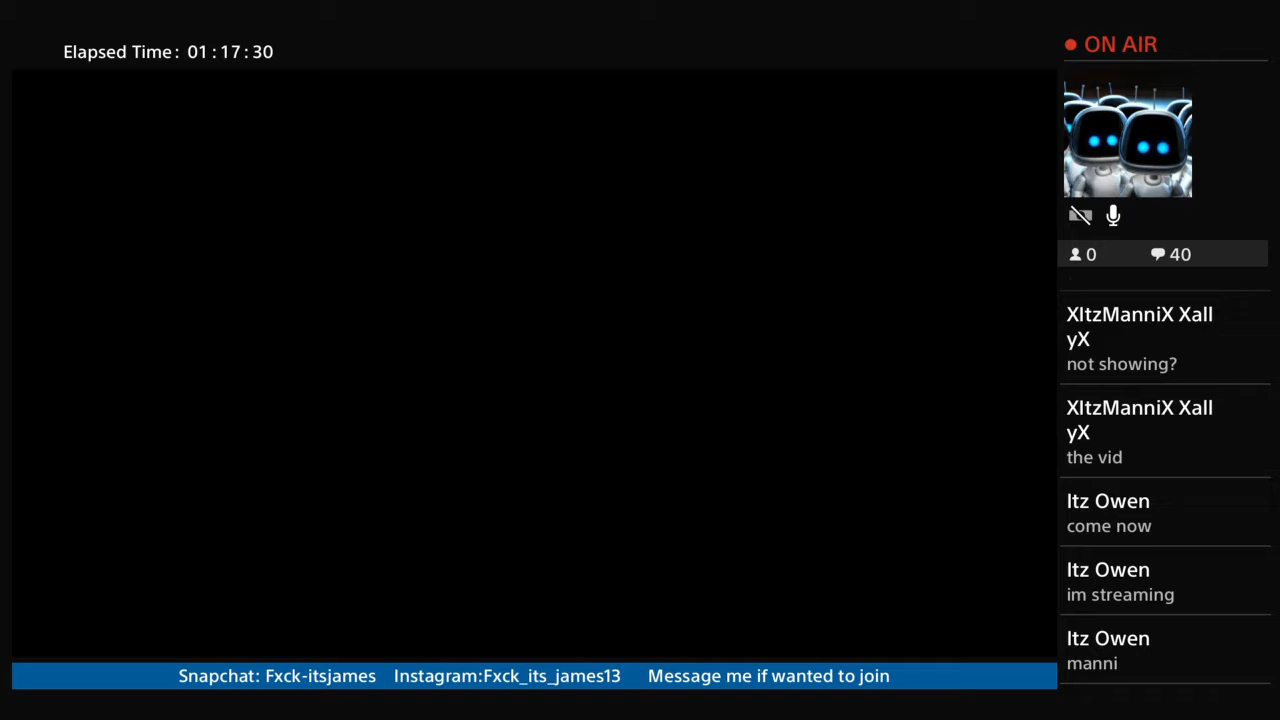 Elapsed Time: 01:17:30
ON AIR
0 40
XItzManniX Xall
yX
not showing?
XItzManniX Xall
yX
the vid
Itz Owen
come now
Itz Owen
im streaming
Itz Owen
manni
Snapchat: Fxck-itsjames Instagram:Fxck_its_james13 Message me if wanted to join